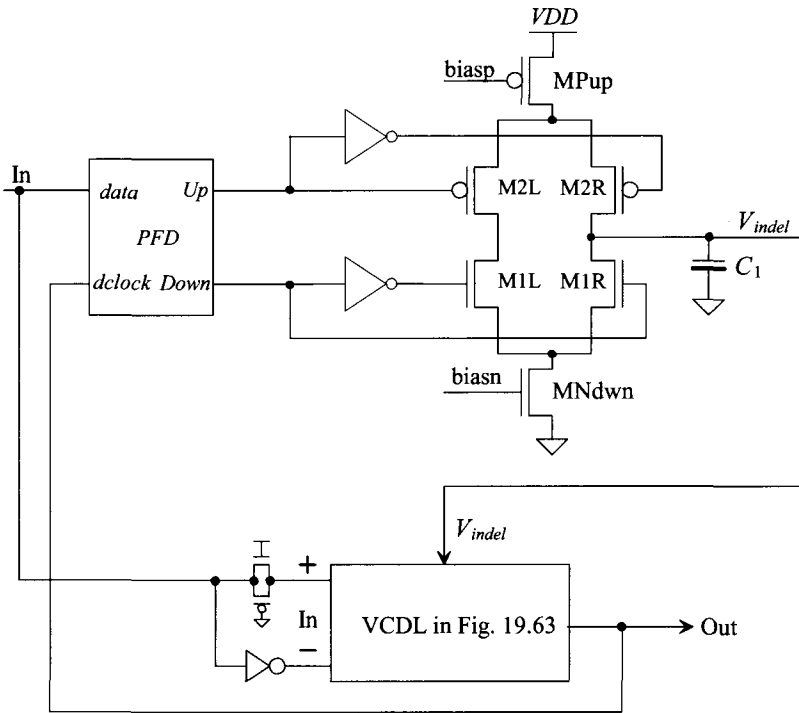 VDD
biasp
MPup
In
data
Up
M2L
M2R
PFD
V_indel
C_1
dclock
Down
M1L
M1R
biasn
MNdwn
V_indel
+
In
VCDL in Fig. 19.63
Out
−